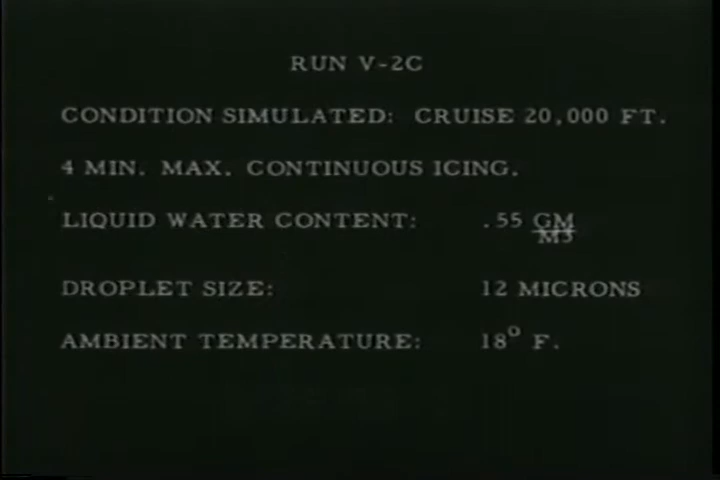 RUN V-2C
CONDITION SIMULATED: CRUISE 20,000 FT.
4 MIN. MAX. CONTINUOUS ICING.
LIQUID WATER CONTENT: .55 GM/M3
DROPLET SIZE: 12 MICRONS
AMBIENT TEMPERATURE: 18° F.